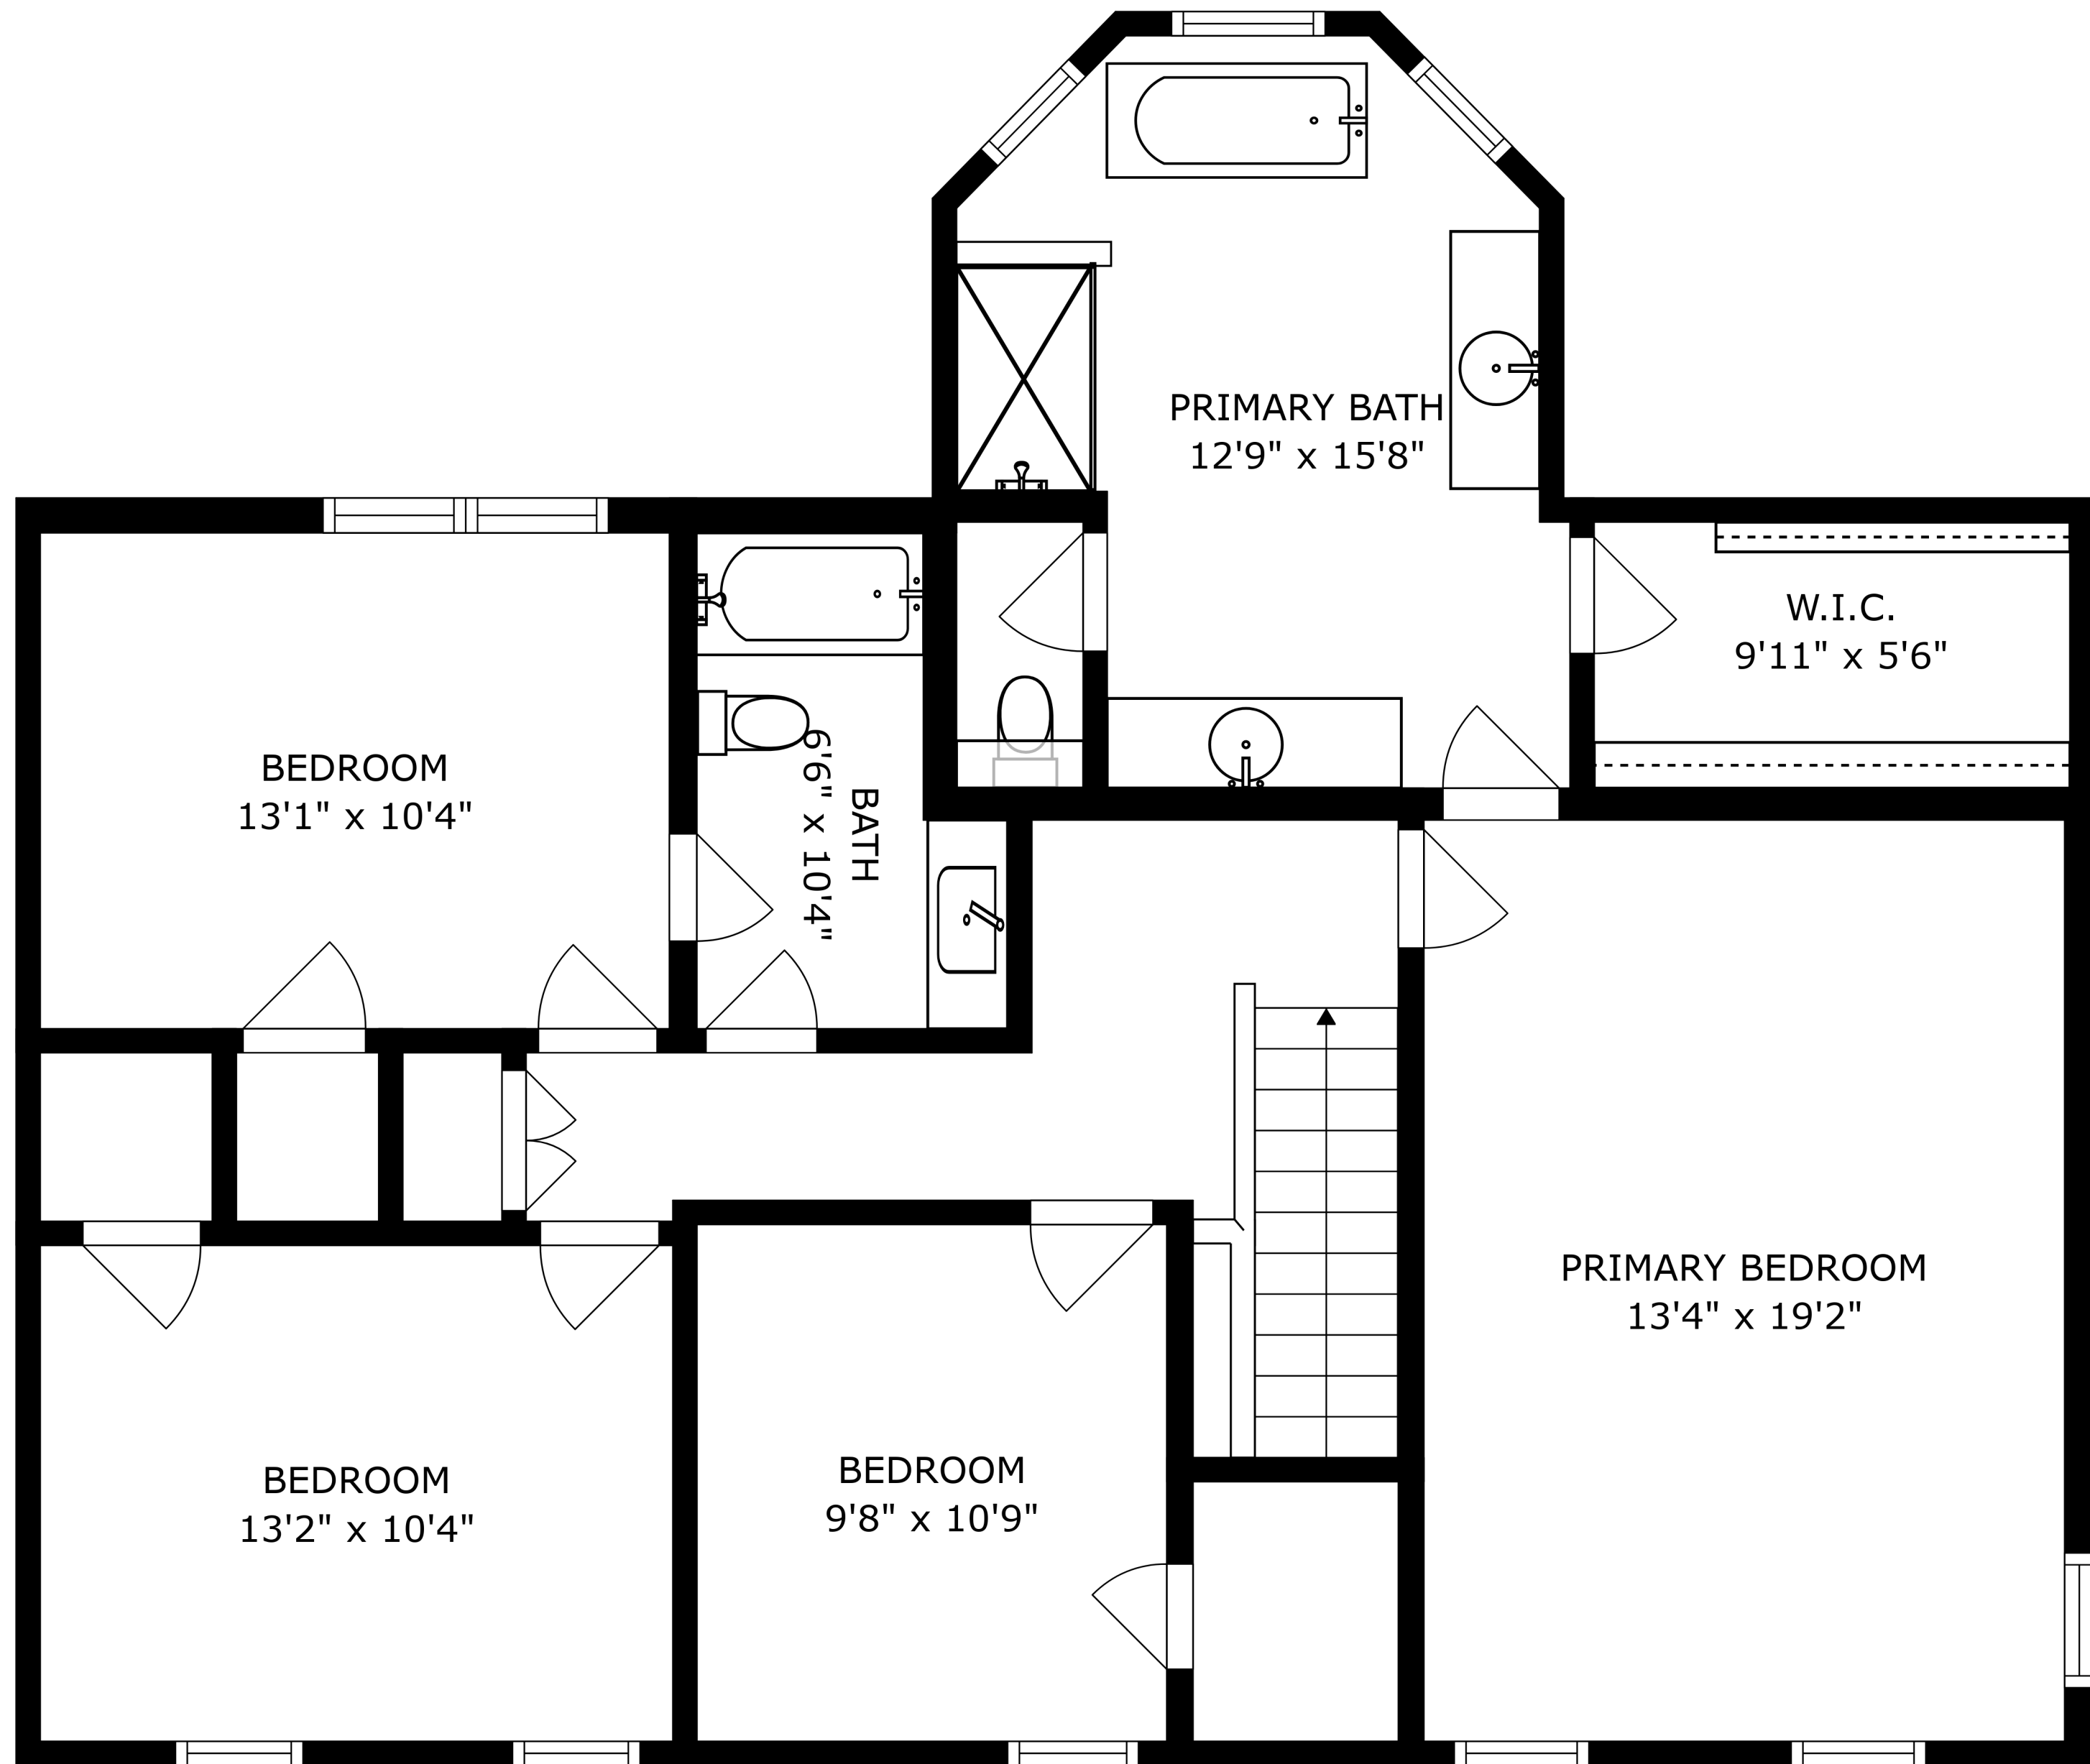 PRIMARY BATH
12'9" x 15'8"
W.I.C.
9'11" x 5'6"
BEDROOM
13'1" x 10'4"
BATH
6'6" x 10'4"
PRIMARY BEDROOM
13'4" x 19'2"
BEDROOM
13'2" x 10'4"
BEDROOM
9'8" x 10'9"